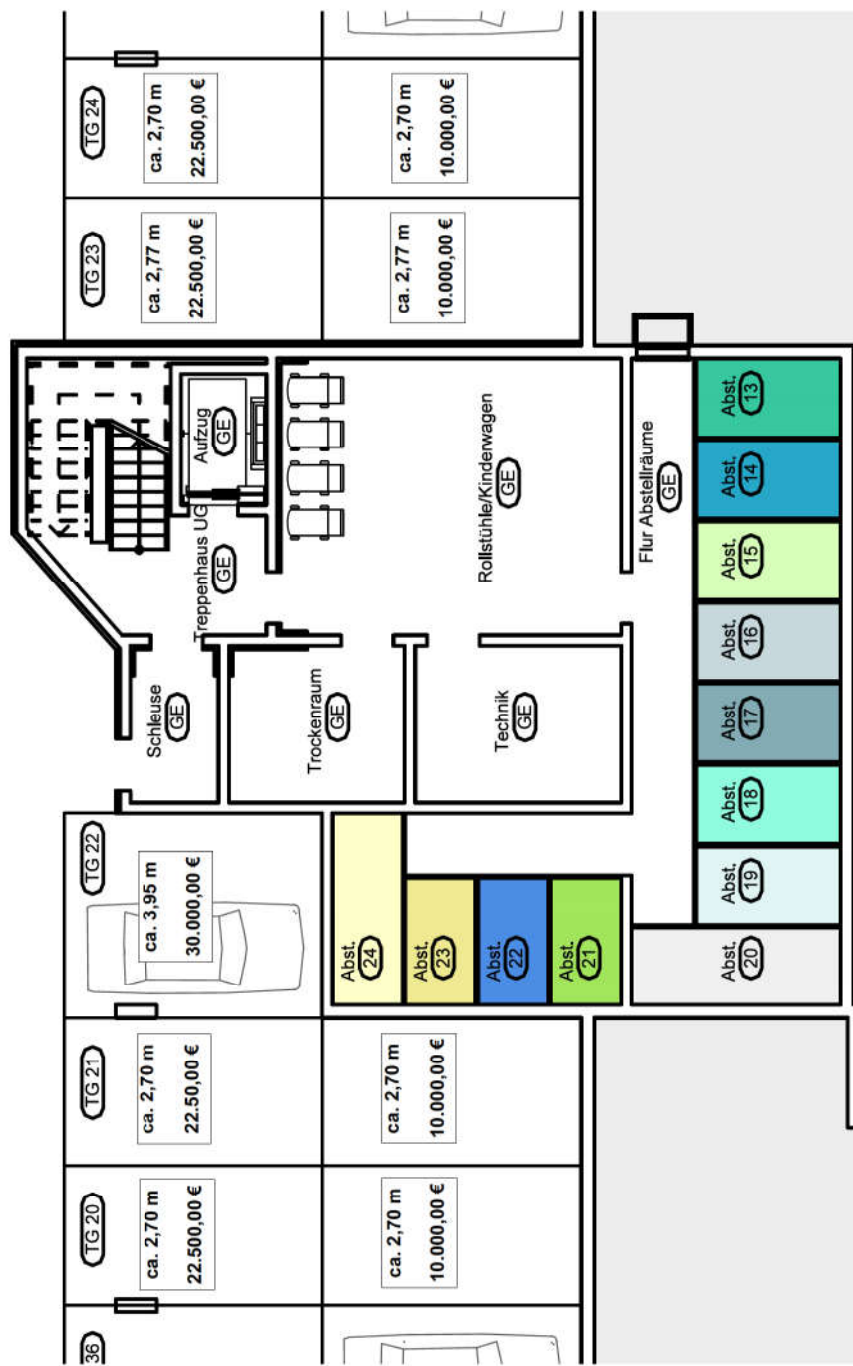 TG 24
ca. 2,70 m
22.500,00 €
ca. 2,70 m
10.000,00 €
TG 23
ca. 2,77 m
22.500,00 €
ca. 2,77 m
10.000,00 €
Aufzug
GE
Treppenhaus UG
GE
Rollstühle/Kinderwagen
GE
Flur Abstellräume
GE
Schleuse
GE
Trockenraum
GE
Technik
GE
Abst.
13
Abst.
14
Abst.
15
Abst.
16
Abst.
17
Abst.
18
Abst.
19
Abst.
20
Abst.
21
Abst.
22
Abst.
23
Abst.
24
TG 22
ca. 3,95 m
30.000,00 €
TG 21
ca. 2,70 m
22.50,00 €
ca. 2,70 m
10.000,00 €
TG 20
ca. 2,70 m
22.500,00 €
ca. 2,70 m
10.000,00 €
36